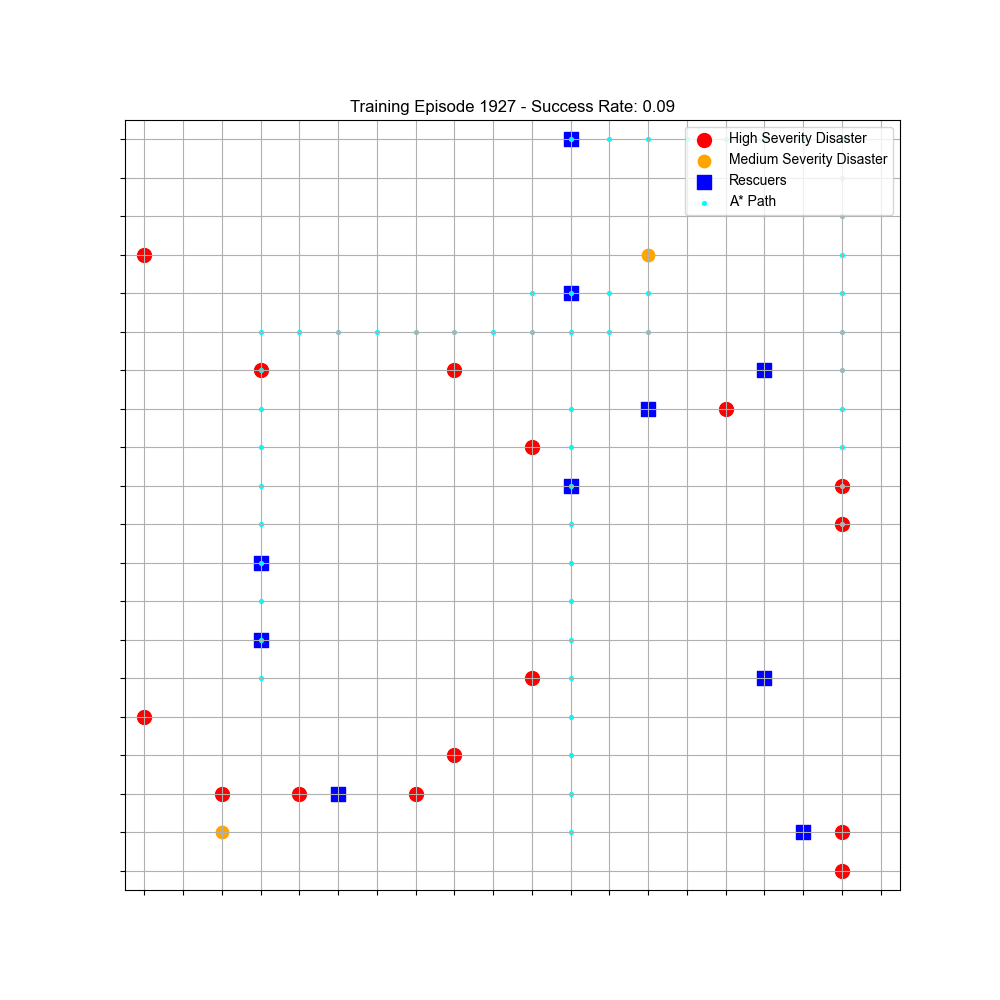 Training Episode 1927 - Success Rate: 0.09
High Severity Disaster
Medium Severity Disaster
Rescuers
A* Path